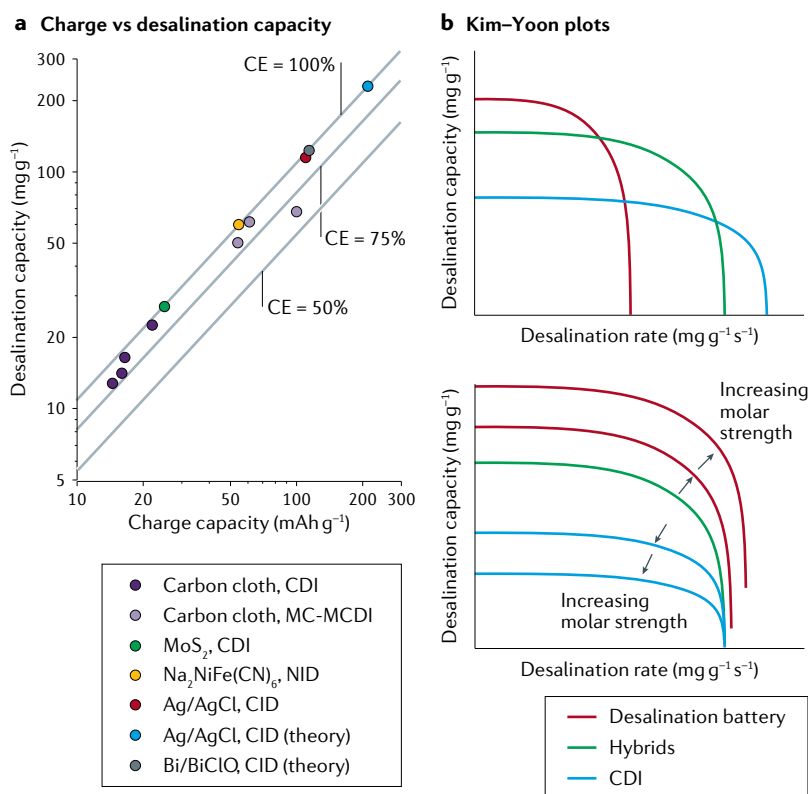 a Charge vs desalination capacity
300
200
100
50
20
10
5
Desalination capacity (mg g⁻¹)
CE = 100%
CE = 75%
CE = 50%
10
20
50
100
200
300
Charge capacity (mAh g⁻¹)
Carbon cloth, CDI
Carbon cloth, MC-MCDI
MoS₂, CDI
Na₂NiFe(CN)₆, NID
Ag/AgCl, CID
Ag/AgCl, CID (theory)
Bi/BiClO, CID (theory)
b Kim–Yoon plots
Desalination capacity (mg g⁻¹)
Desalination rate (mg g⁻¹ s⁻¹)
Desalination capacity (mg g⁻¹)
Increasing
molar
strength
Increasing
molar strength
Desalination rate (mg g⁻¹ s⁻¹)
Desalination battery
Hybrids
CDI